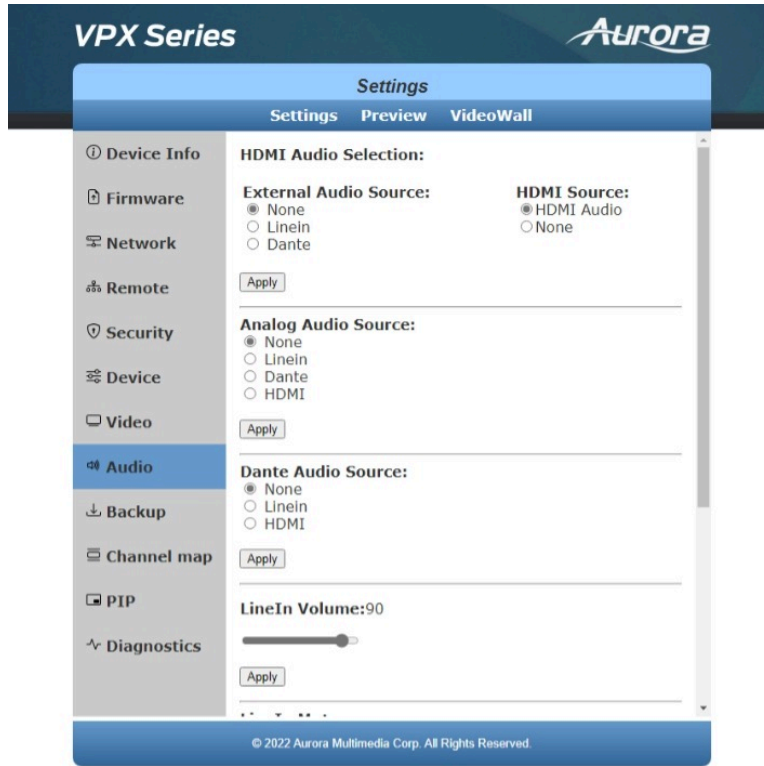 VPX Series
Aurora
Settings
Settings Preview VideoWall
Device Info
Firmware
Network
Remote
Security
Device
Video
Audio
Backup
Channel map
PIP
Diagnostics
HDMI Audio Selection:
External Audio Source:
None
Linein
Dante
HDMI Source:
HDMI Audio
None
Apply
Analog Audio Source:
None
Linein
Dante
HDMI
Apply
Dante Audio Source:
None
Linein
HDMI
Apply
LineIn Volume:90
Apply
© 2022 Aurora Multimedia Corp. All Rights Reserved.